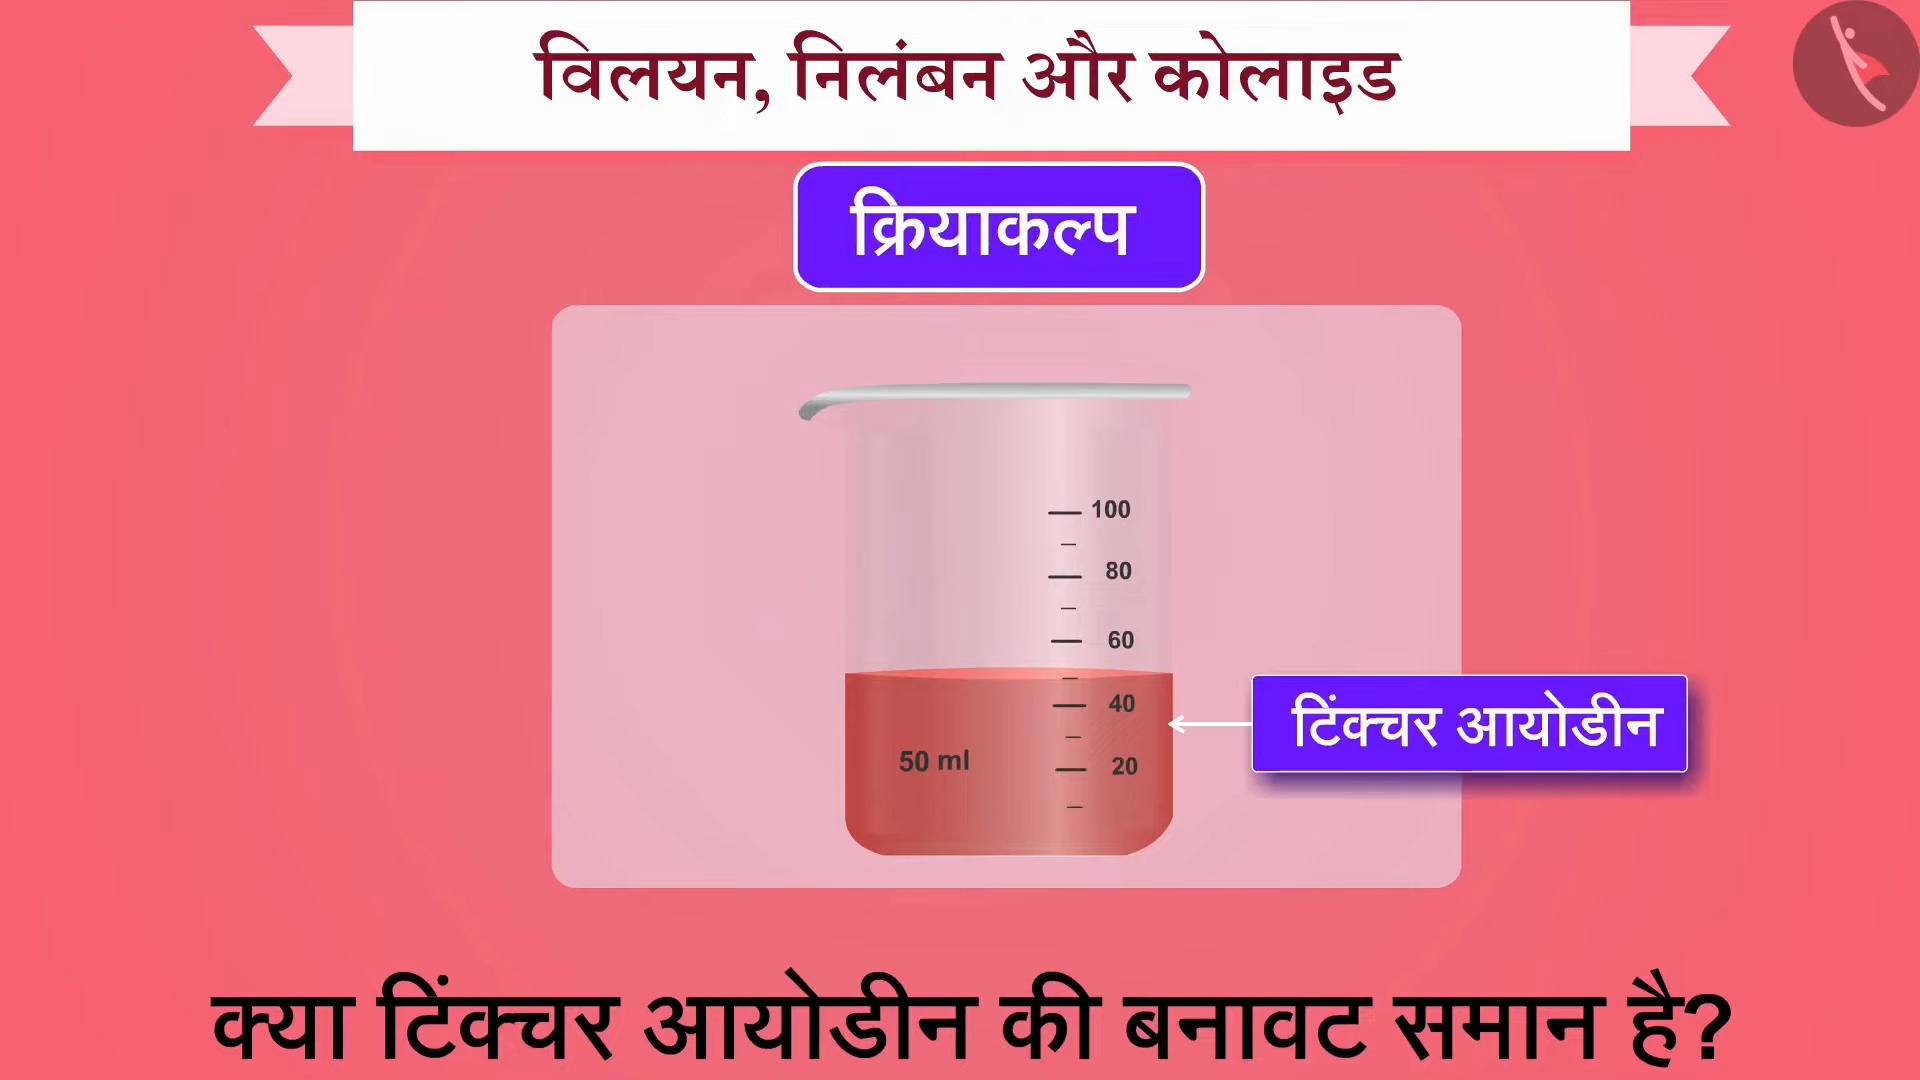 विलयन, निलंबन और कोलाइड
क्रियाकल्प
100
80
60
40
20
50 ml
टिंक्चर आयोडीन
क्या टिंक्चर आयोडीन की बनावट समान है?